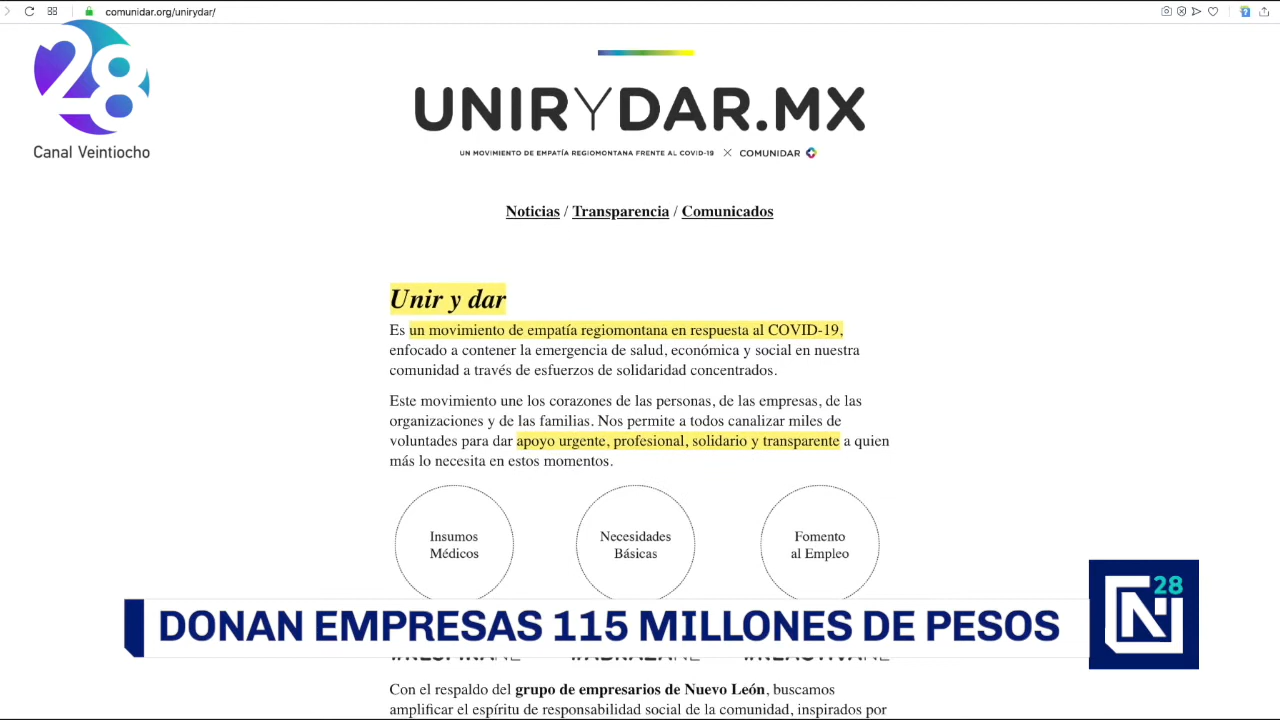 comunidar.org/unirydar/
28
Canal Veintiocho
UNIRYDAR.MX
UN MOVIMIENTO DE EMPATÍA REGIOMONTANA FRENTE AL COVID-19 × COMUNIDAR
Noticias / Transparencia / Comunicados
Unir y dar
Es un movimiento de empatía regiomontana en respuesta al COVID-19,
enfocado a contener la emergencia de salud, económica y social en nuestra
comunidad a través de esfuerzos de solidaridad concentrados.
Este movimiento une los corazones de las personas, de las empresas, de las
organizaciones y de las familias. Nos permite a todos canalizar miles de
voluntades para dar apoyo urgente, profesional, solidario y transparente a quien
más lo necesita en estos momentos.
Insumos
Médicos
Necesidades
Básicas
Fomento
al Empleo
DONAN EMPRESAS 115 MILLONES DE PESOS
N 28
Con el respaldo del grupo de empresarios de Nuevo León, buscamos
amplificar el espíritu de responsabilidad social de la comunidad, inspirados por